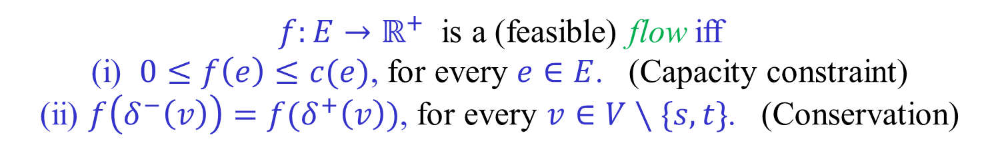 f: E → ℝ⁺ is a (feasible) flow iff
(i) 0 ≤ f(e) ≤ c(e), for every e ∈ E. (Capacity constraint)
(ii) f(δ⁻(v)) = f(δ⁺(v)), for every v ∈ V \ {s, t}. (Conservation)